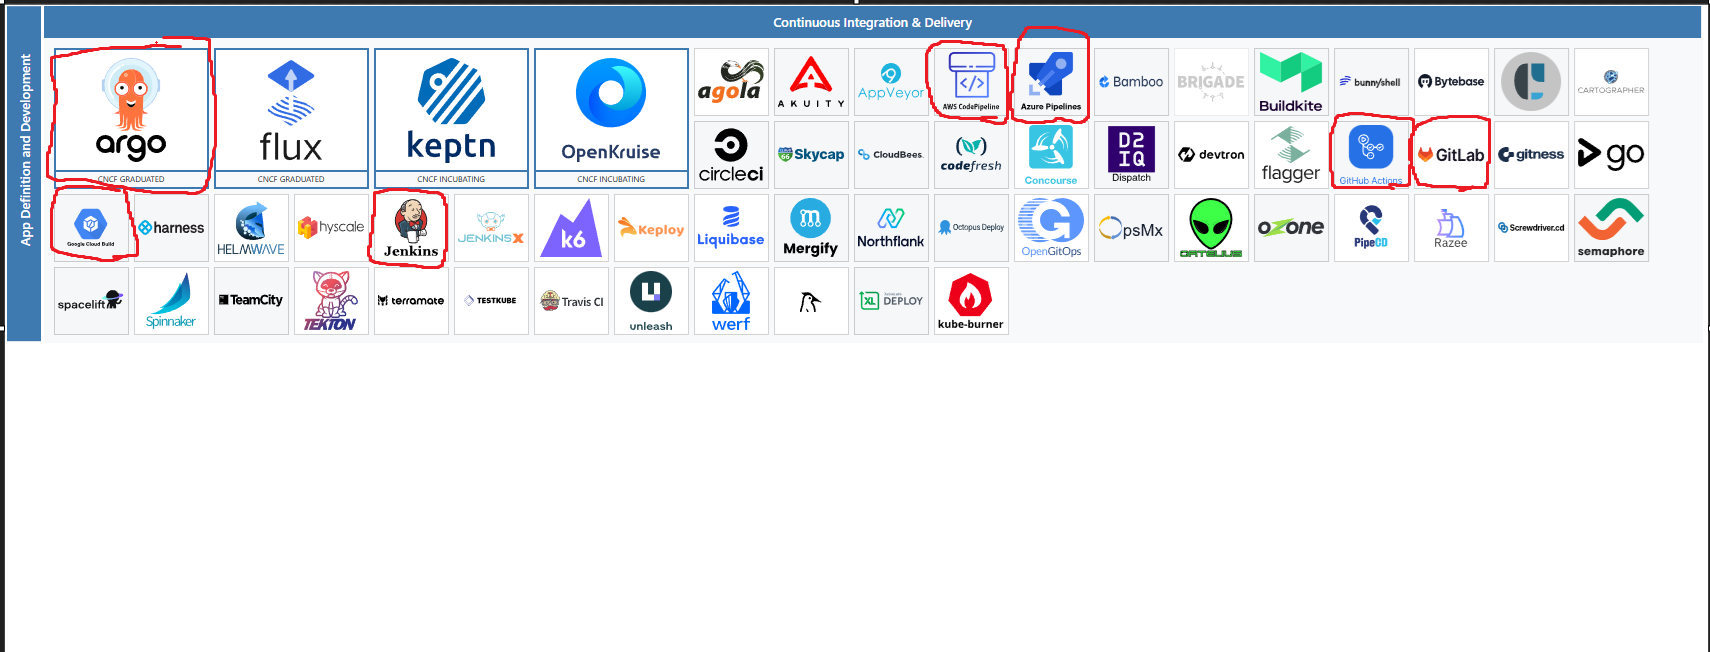 Continuous Integration & Delivery
App Definition and Development
argo
CNCF GRADUATED
flux
CNCF GRADUATED
keptn
CNCF INCUBATING
OpenKruise
CNCF INCUBATING
agola
AKUITY
AppVeyor
AWS CodePipeline
Azure Pipelines
Bamboo
BRIGADE
Buildkite
bunnyshell
Bytebase
CARTOGRAPHER
circleci
Skycap
CloudBees.
codefresh
Concourse
D2
IQ
Dispatch
devtron
flagger
GitHub Actions
GitLab
gitness
go
Google Cloud Build
harness
HELMWAVE
hyscale
Jenkins
JENKINS X
k6
Keploy
Liquibase
Mergify
Northflank
Octopus Deploy
OpenGitOps
OpsMx
ORTELIUS
OZONE
PipeCD
Razee
Screwdriver.cd
semaphore
spacelift
Spinnaker
TeamCity
TEKTON
terramate
TESTKUBE
Travis CI
unleash
werf
XL DEPLOY
kube-burner